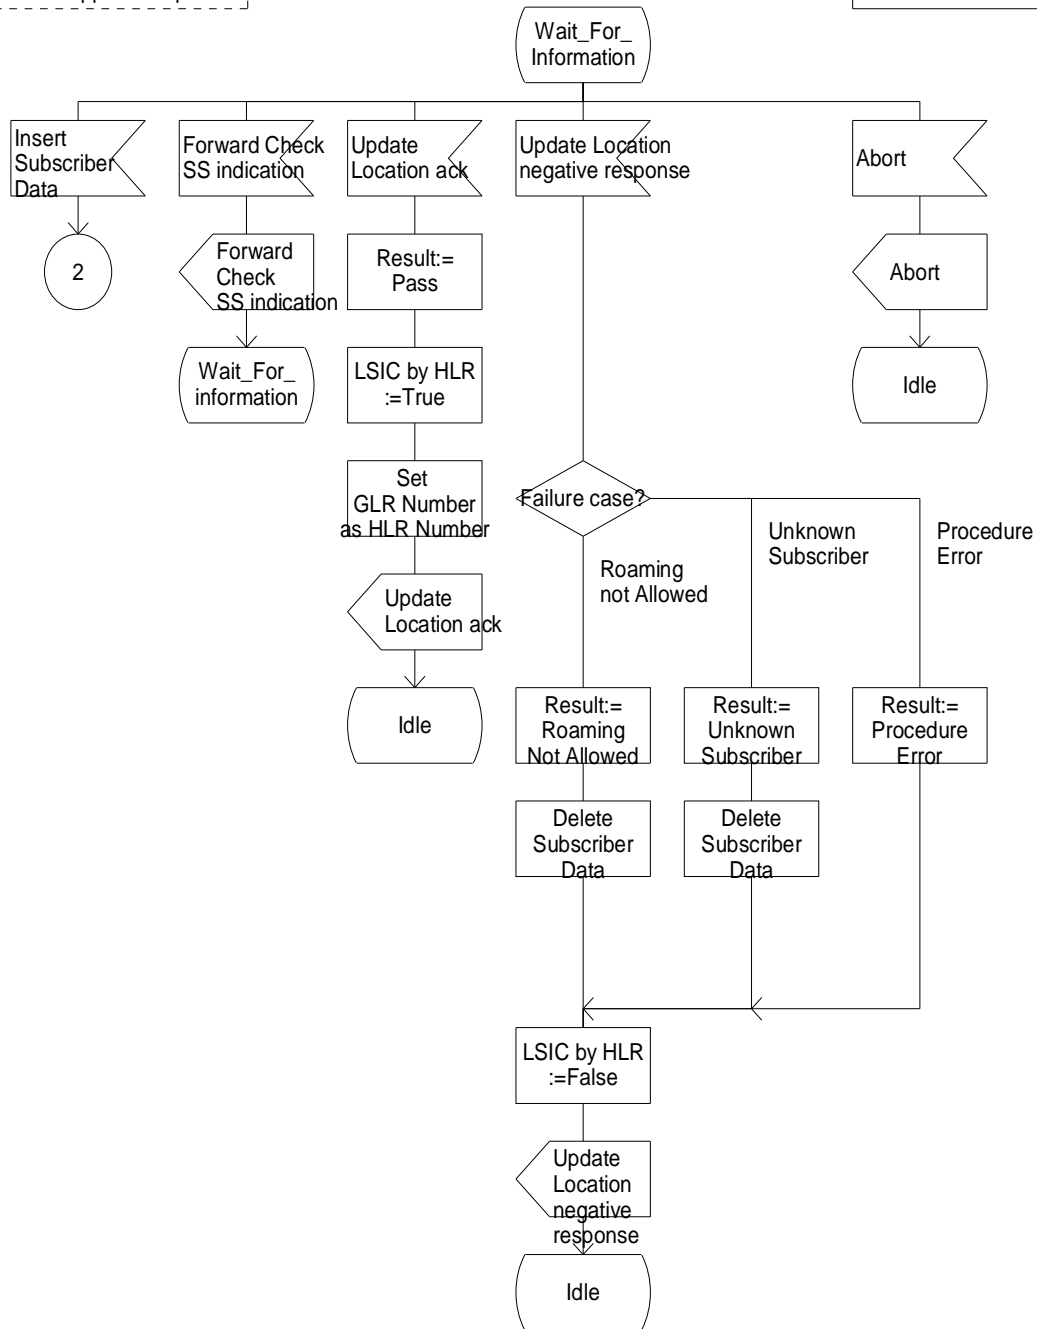 Wait_For_
Information
Insert
Subscriber
Data
Forward Check
SS indication
Update
Location ack
Update Location
negative response
Abort
2
Forward
Check
SS indication
Result:=
Pass
Abort
Wait_For_
information
LSIC by HLR
:=True
Idle
Set
GLR Number
as HLR Number
Failure case?
Unknown
Subscriber
Procedure
Error
Roaming
not Allowed
Update
Location ack
Idle
Result:=
Roaming
Not Allowed
Result:=
Unknown
Subscriber
Result:=
Procedure
Error
Delete
Subscriber
Data
Delete
Subscriber
Data
LSIC by HLR
:=False
Update
Location
negative
response
Idle